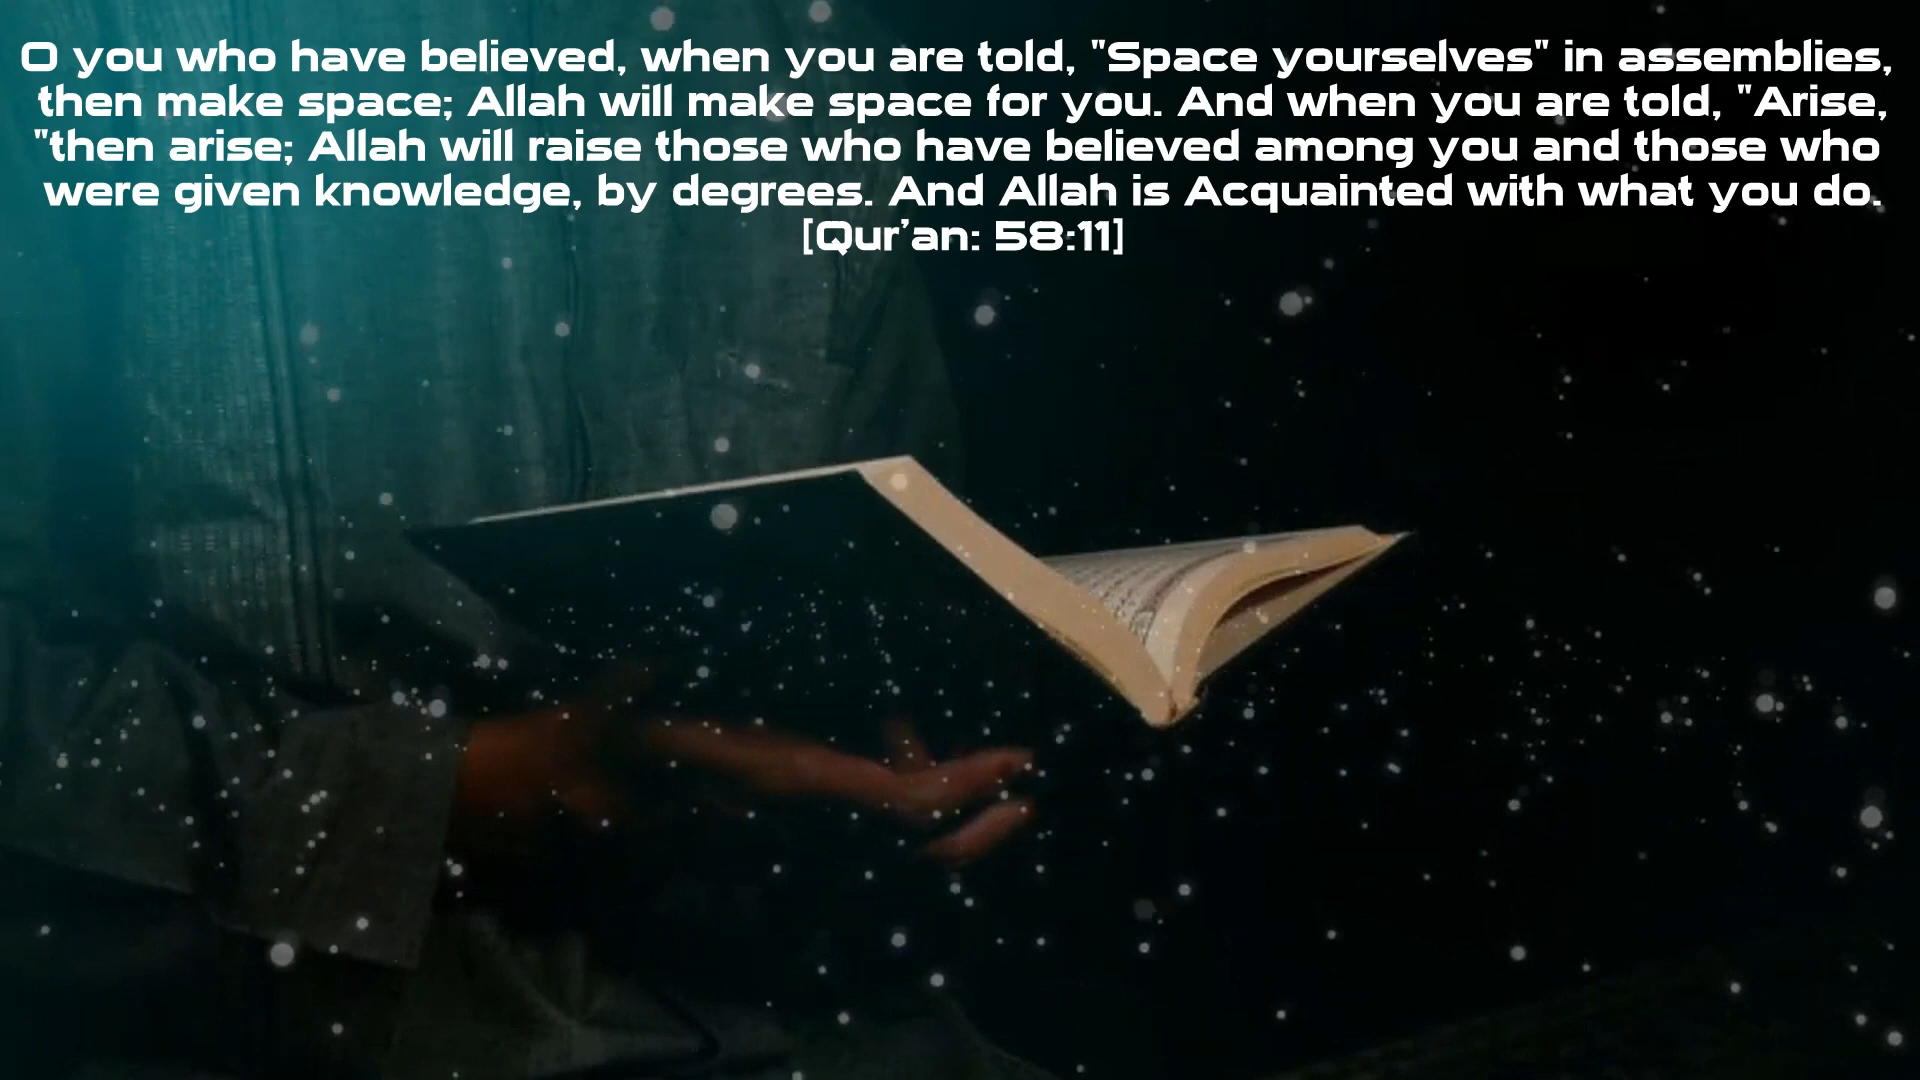 O you who have believed, when you are told, "Space yourselves" in assemblies,
then make space; Allah will make space for you. And when you are told, "Arise,
"then arise; Allah will raise those who have believed among you and those who
were given knowledge, by degrees. And Allah is Acquainted with what you do.
[Qur'an: 58:11]